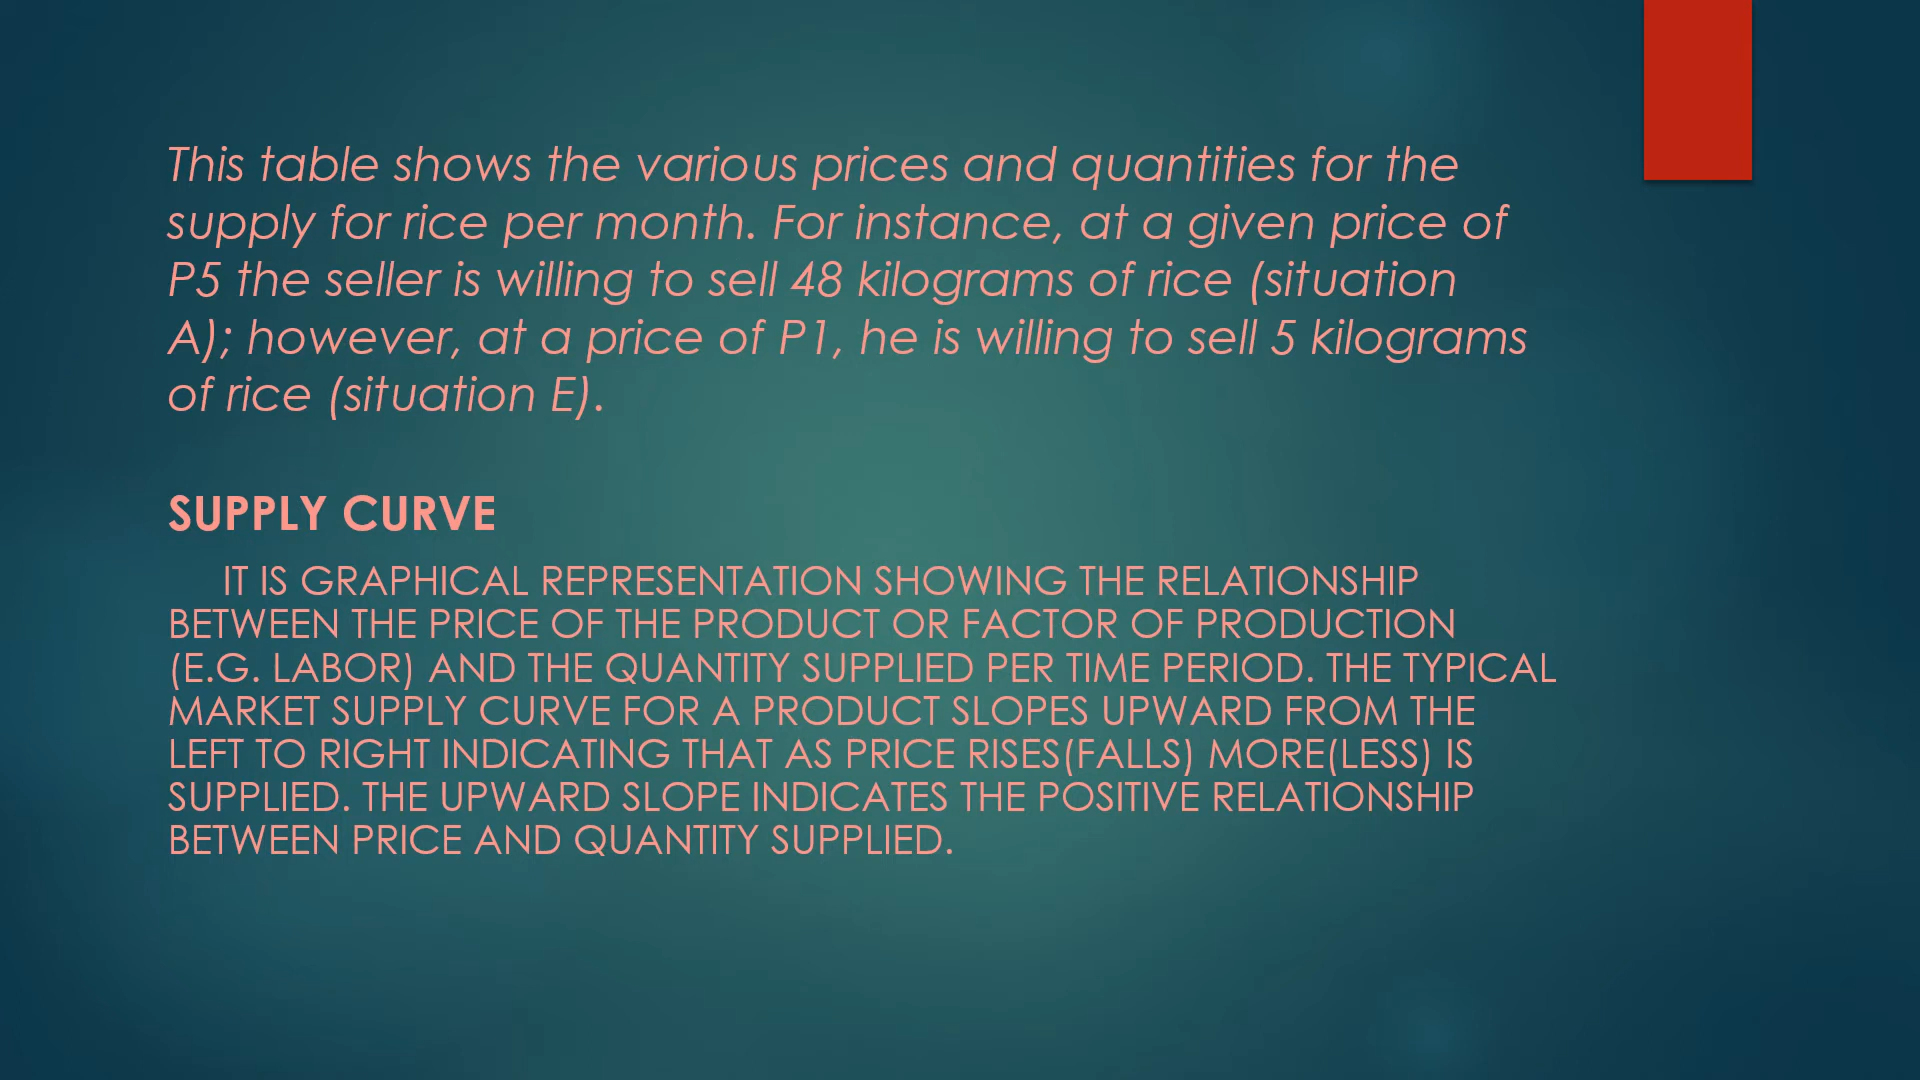 This table shows the various prices and quantities for the
supply for rice per month. For instance, at a given price of
P5 the seller is willing to sell 48 kilograms of rice (situation
A); however, at a price of P1, he is willing to sell 5 kilograms
of rice (situation E).
SUPPLY CURVE
IT IS GRAPHICAL REPRESENTATION SHOWING THE RELATIONSHIP
BETWEEN THE PRICE OF THE PRODUCT OR FACTOR OF PRODUCTION
(E.G. LABOR) AND THE QUANTITY SUPPLIED PER TIME PERIOD. THE TYPICAL
MARKET SUPPLY CURVE FOR A PRODUCT SLOPES UPWARD FROM THE
LEFT TO RIGHT INDICATING THAT AS PRICE RISES(FALLS) MORE(LESS) IS
SUPPLIED. THE UPWARD SLOPE INDICATES THE POSITIVE RELATIONSHIP
BETWEEN PRICE AND QUANTITY SUPPLIED.